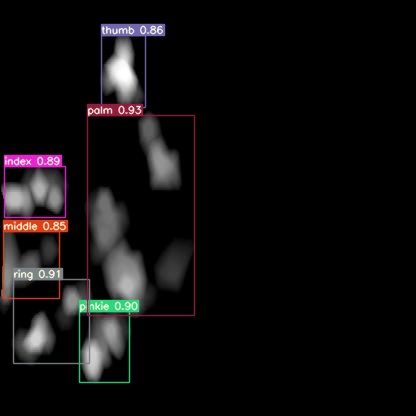 thumb 0.86
palm 0.93
index 0.89
middle 0.85
ring 0.91
pinkie 0.90